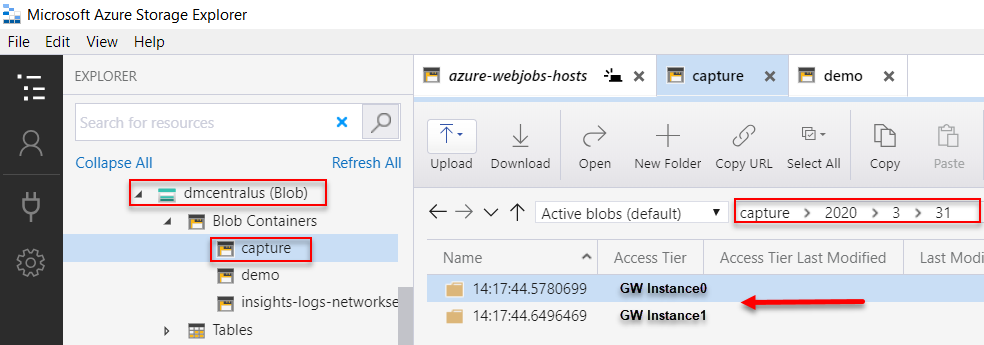 Microsoft Azure Storage Explorer
File Edit View Help
EXPLORER
Search for resources
Collapse All Refresh All
dmcentralus (Blob)
Blob Containers
capture
demo
insights-logs-networkse
Tables
azure-webjobs-hosts capture demo
Upload Download Open New Folder Copy URL Select All Copy Paste
Active blobs (default) capture 2020 3 31
Name Access Tier Access Tier Last Modified Last Modi
14:17:44.5780699 GW Instance0
14:17:44.6496469 GW Instance1